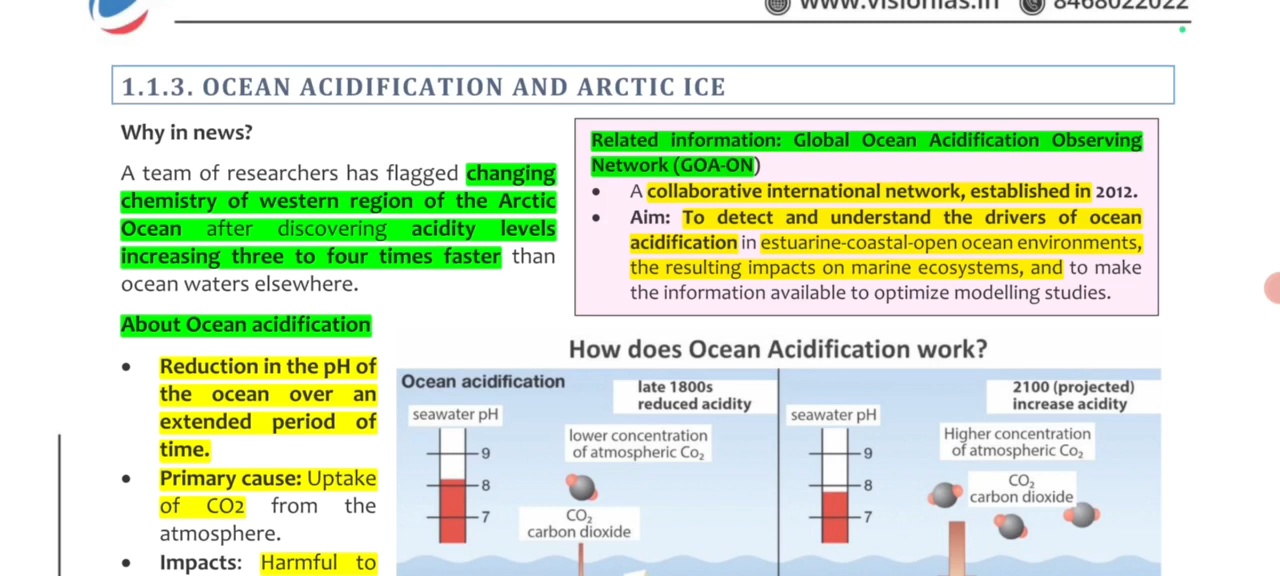 www.visionias.in 8468022022
1.1.3. OCEAN ACIDIFICATION AND ARCTIC ICE
Why in news?
A team of researchers has flagged changing
chemistry of western region of the Arctic
Ocean after discovering acidity levels
increasing three to four times faster than
ocean waters elsewhere.
Related information: Global Ocean Acidification Observing
Network (GOA-ON)
• A collaborative international network, established in 2012.
• Aim: To detect and understand the drivers of ocean
acidification in estuarine-coastal-open ocean environments,
the resulting impacts on marine ecosystems, and to make
the information available to optimize modelling studies.
About Ocean acidification
• Reduction in the pH of
the ocean over an
extended period of
time.
• Primary cause: Uptake
of CO2 from the
atmosphere.
• Impacts: Harmful to
How does Ocean Acidification work?
Ocean acidification
late 1800s
reduced acidity
seawater pH
9
8
7
lower concentration
of atmospheric Co₂
CO₂
carbon dioxide
2100 (projected)
increase acidity
seawater pH
9
8
7
Higher concentration
of atmospheric Co₂
CO₂
carbon dioxide